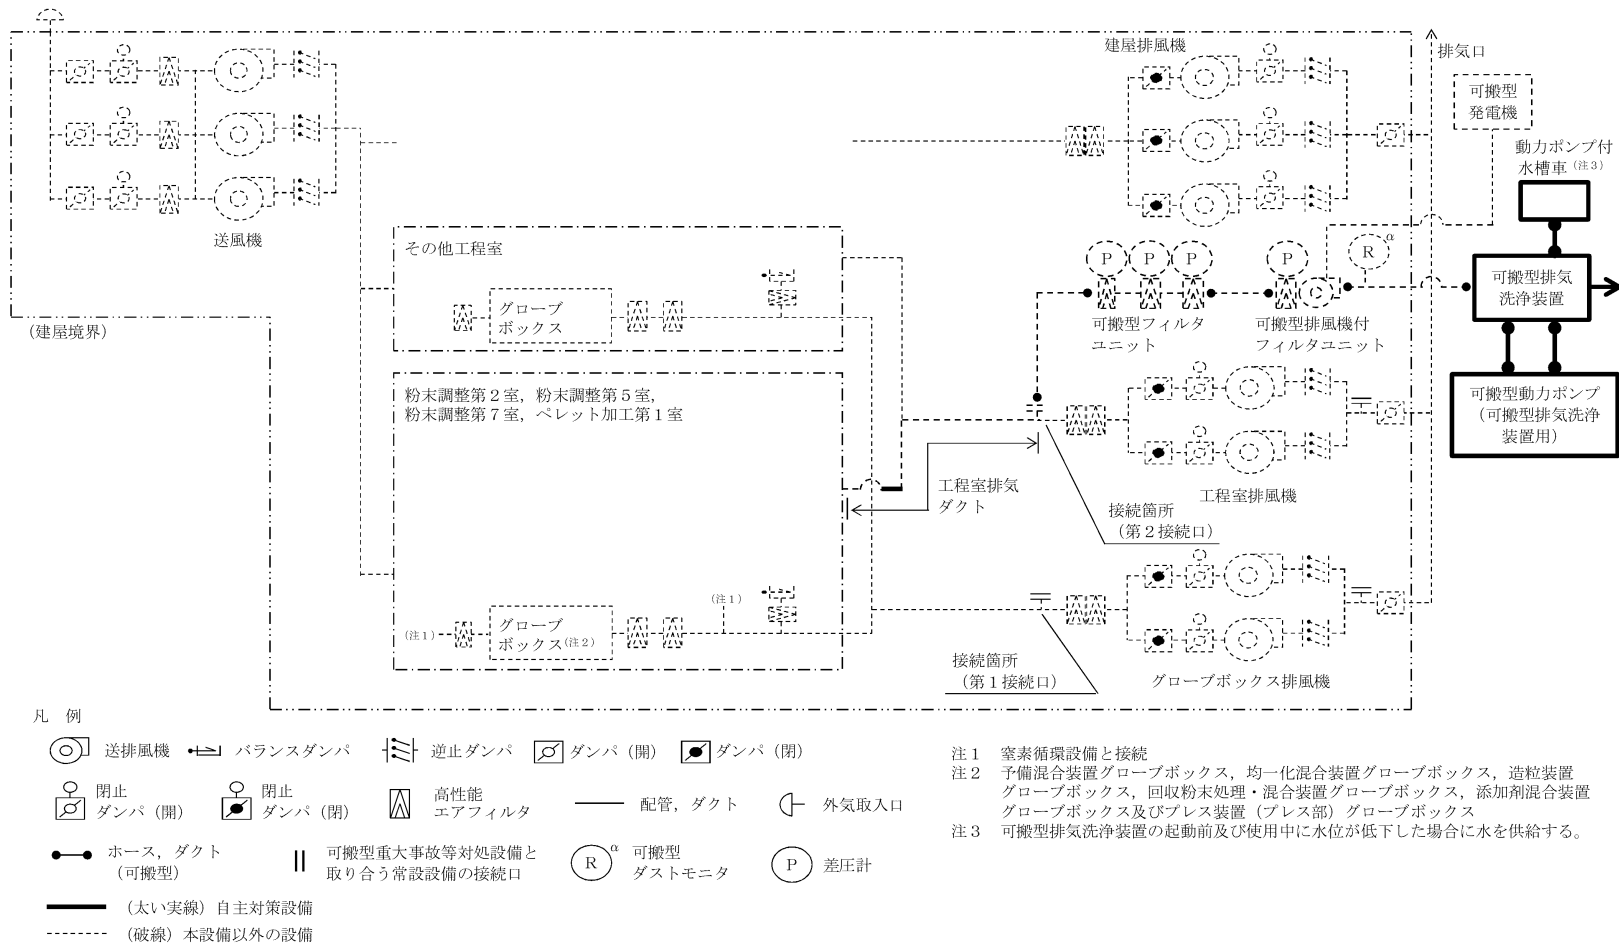 建屋排風機
排気口
可搬型
発電機
動力ポンプ付
水槽車（注３）
送風機
その他工程室
グローブ
ボックス
P
P
P
P
R α
可搬型排気
洗浄装置
（建屋境界）
可搬型フィルタ
ユニット
可搬型排風機付
フィルタユニット
粉末調整第２室，粉末調整第５室，
粉末調整第７室，ペレット加工第１室
可搬型動力ポンプ
（可搬型排気洗浄
装置用）
工程室排気
ダクト
工程室排風機
接続箇所
（第２接続口）
（注１）
（注１）
グローブ
ボックス（注２）
接続箇所
（第１接続口）
グローブボックス排風機
凡　例
送排風機
バランスダンパ
逆止ダンパ
ダンパ（開）
ダンパ（閉）
閉止
ダンパ（開）
閉止
ダンパ（閉）
高性能
エアフィルタ
配管，ダクト
外気取入口
ホース，ダクト
（可搬型）
可搬型重大事故等対処設備と
取り合う常設設備の接続口
R α
可搬型
ダストモニタ
P
差圧計
（太い実線）自主対策設備
（破線）本設備以外の設備
注１　窒素循環設備と接続
注２　予備混合装置グローブボックス，均一化混合装置グローブボックス，造粒装置
グローブボックス，回収粉末処理・混合装置グローブボックス，添加剤混合装置
グローブボックス及びプレス装置（プレス部）グローブボックス
注３　可搬型排気洗浄装置の起動前及び使用中に水位が低下した場合に水を供給する。